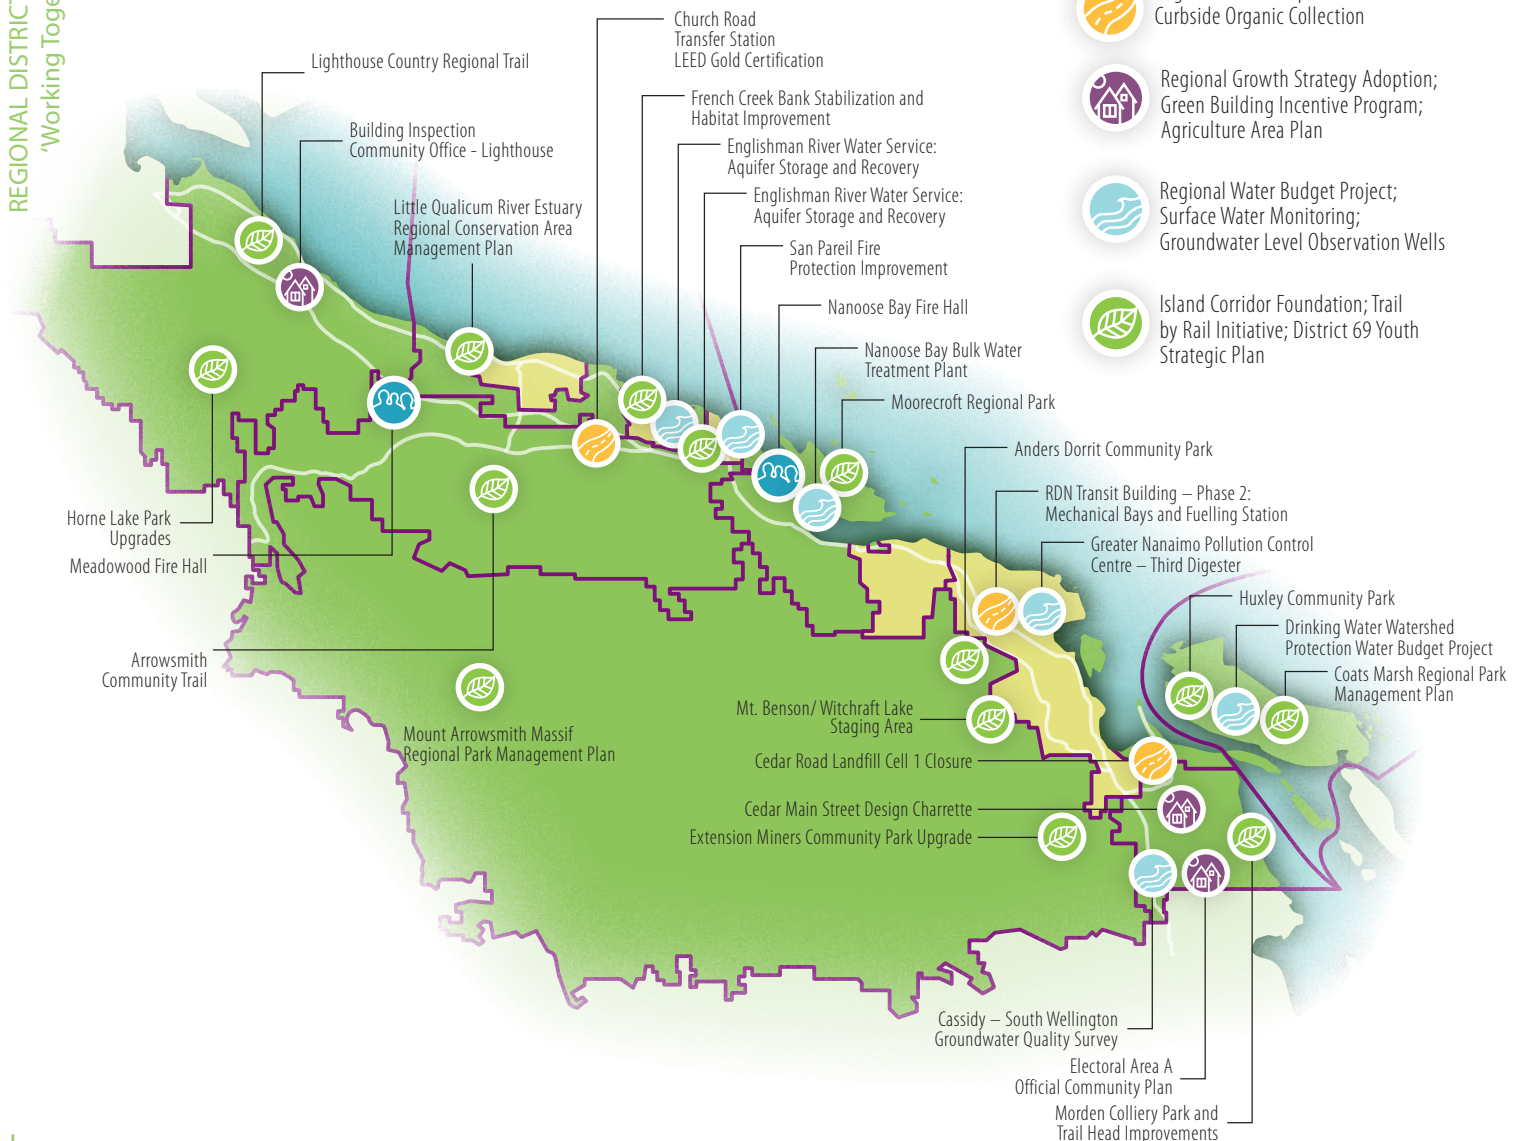 REGIONAL DISTRICT
'Working Toge
Church Road
Transfer Station
LEED Gold Certification
Lighthouse Country Regional Trail
French Creek Bank Stabilization and
Habitat Improvement
Building Inspection
Community Office - Lighthouse
Englishman River Water Service:
Aquifer Storage and Recovery
Englishman River Water Service:
Aquifer Storage and Recovery
Little Qualicum River Estuary
Regional Conservation Area
Management Plan
San Pareil Fire
Protection Improvement
Nanoose Bay Fire Hall
Nanoose Bay Bulk Water
Treatment Plant
Moorecroft Regional Park
Anders Dorrit Community Park
RDN Transit Building – Phase 2:
Mechanical Bays and Fuelling Station
Greater Nanaimo Pollution Control
Centre – Third Digester
Huxley Community Park
Drinking Water Watershed
Protection Water Budget Project
Coats Marsh Regional Park
Management Plan
Horne Lake Park
Upgrades
Meadowood Fire Hall
Arrowsmith
Community Trail
Mount Arrowsmith Massif
Regional Park Management Plan
Mt. Benson/ Witchraft Lake
Staging Area
Cedar Road Landfill Cell 1 Closure
Cedar Main Street Design Charrette
Extension Miners Community Park Upgrade
Cassidy – South Wellington
Groundwater Quality Survey
Electoral Area A
Official Community Plan
Morden Colliery Park and
Trail Head Improvements
Curbside Organic Collection
Regional Growth Strategy Adoption;
Green Building Incentive Program;
Agriculture Area Plan
Regional Water Budget Project;
Surface Water Monitoring;
Groundwater Level Observation Wells
Island Corridor Foundation; Trail
by Rail Initiative; District 69 Youth
Strategic Plan